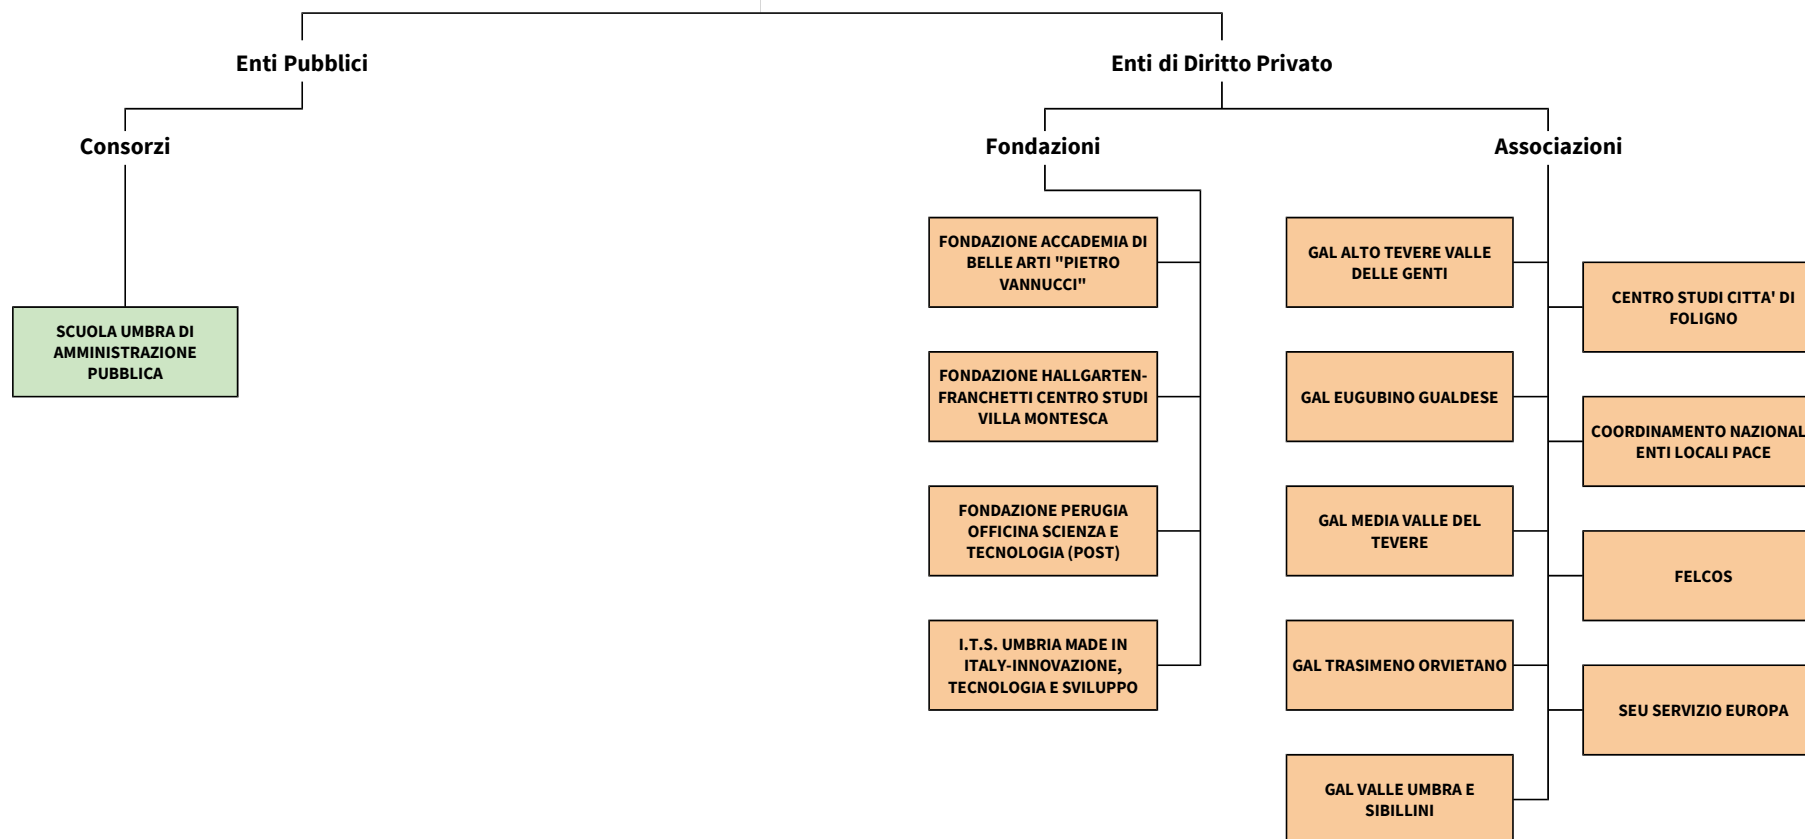 Enti Pubblici
Enti di Diritto Privato
Consorzi
Fondazioni
Associazioni
SCUOLA UMBRA DI
AMMINISTRAZIONE
PUBBLICA
FONDAZIONE ACCADEMIA DI
BELLE ARTI "PIETRO
VANNUCCI"
FONDAZIONE HALLGARTEN-
FRANCHETTI CENTRO STUDI
VILLA MONTESCA
FONDAZIONE PERUGIA
OFFICINA SCIENZA E
TECNOLOGIA (POST)
I.T.S. UMBRIA MADE IN
ITALY-INNOVAZIONE,
TECNOLOGIA E SVILUPPO
GAL ALTO TEVERE VALLE
DELLE GENTI
GAL EUGUBINO GUALDESE
GAL MEDIA VALLE DEL
TEVERE
GAL TRASIMENO ORVIETANO
GAL VALLE UMBRA E
SIBILLINI
CENTRO STUDI CITTA' DI
FOLIGNO
COORDINAMENTO NAZIONAL
ENTI LOCALI PACE
FELCOS
SEU SERVIZIO EUROPA